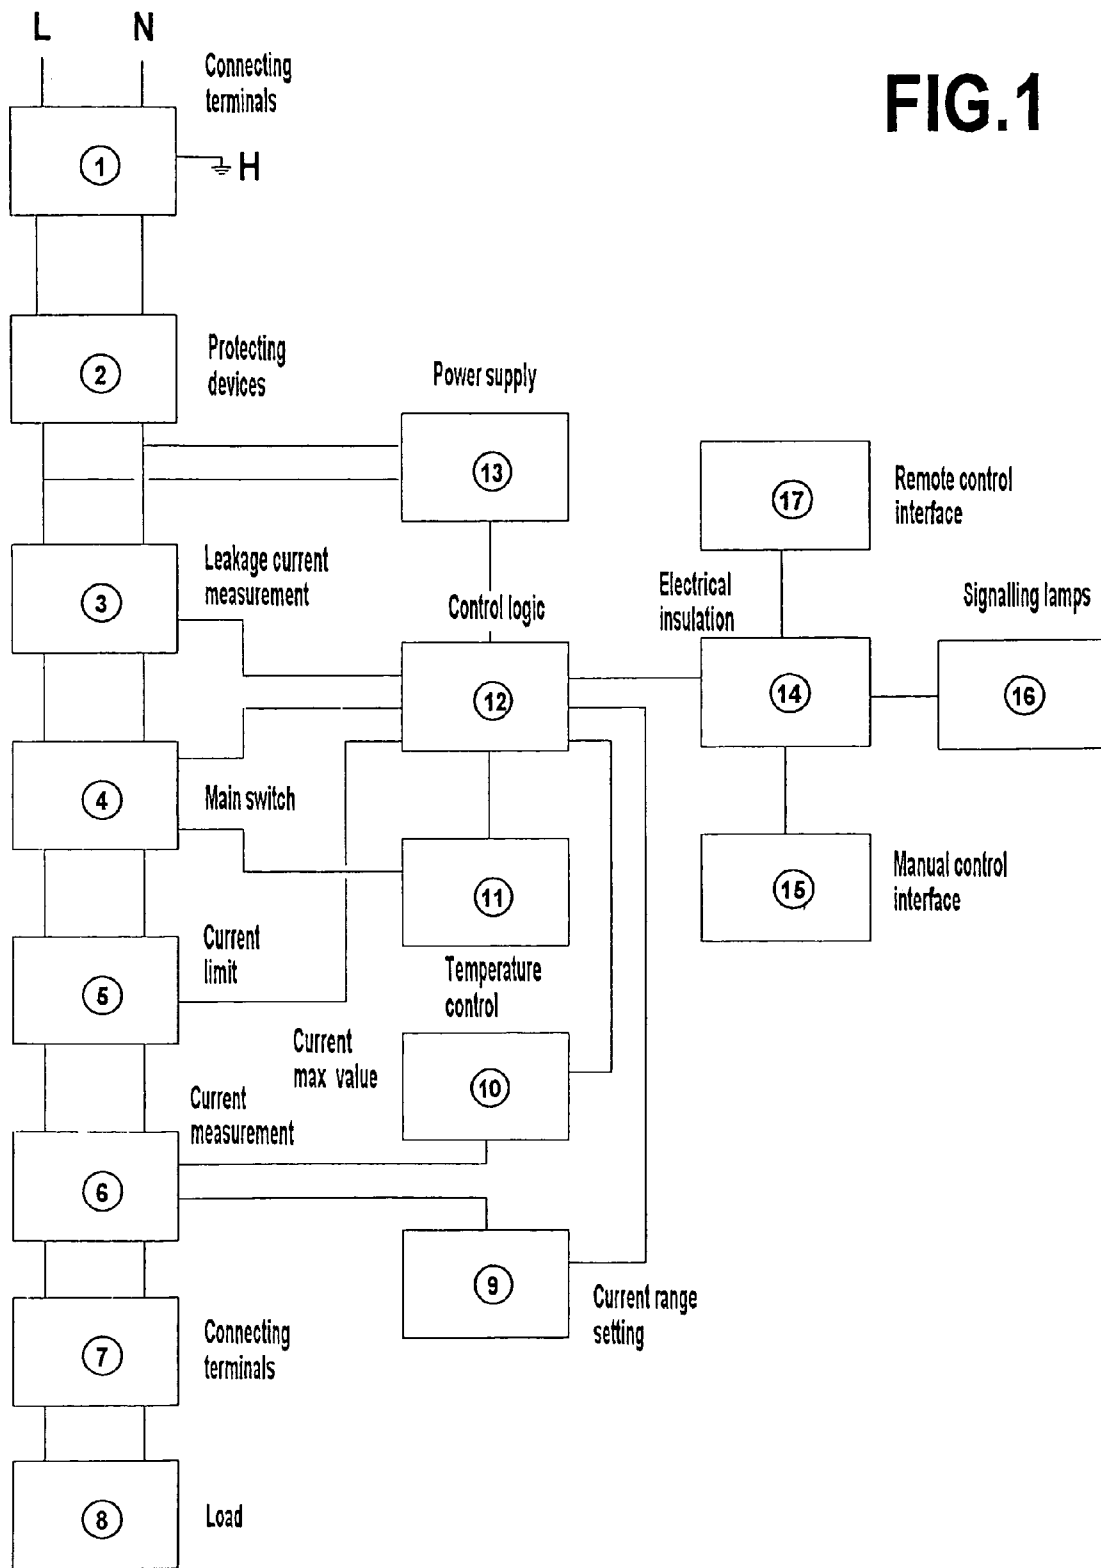 L
N
FIG.1
Connecting
terminals
1
H
2
Protecting
devices
Power supply
13
17
Remote control
interface
3
Leakage current
measurement
Control logic
Electrical
insulation
Signalling lamps
12
14
16
4
Main switch
11
15
Manual control
interface
5
Current
limit
Temperature
control
Current
max value
10
Current
measurement
6
9
Current range
setting
7
Connecting
terminals
8
Load